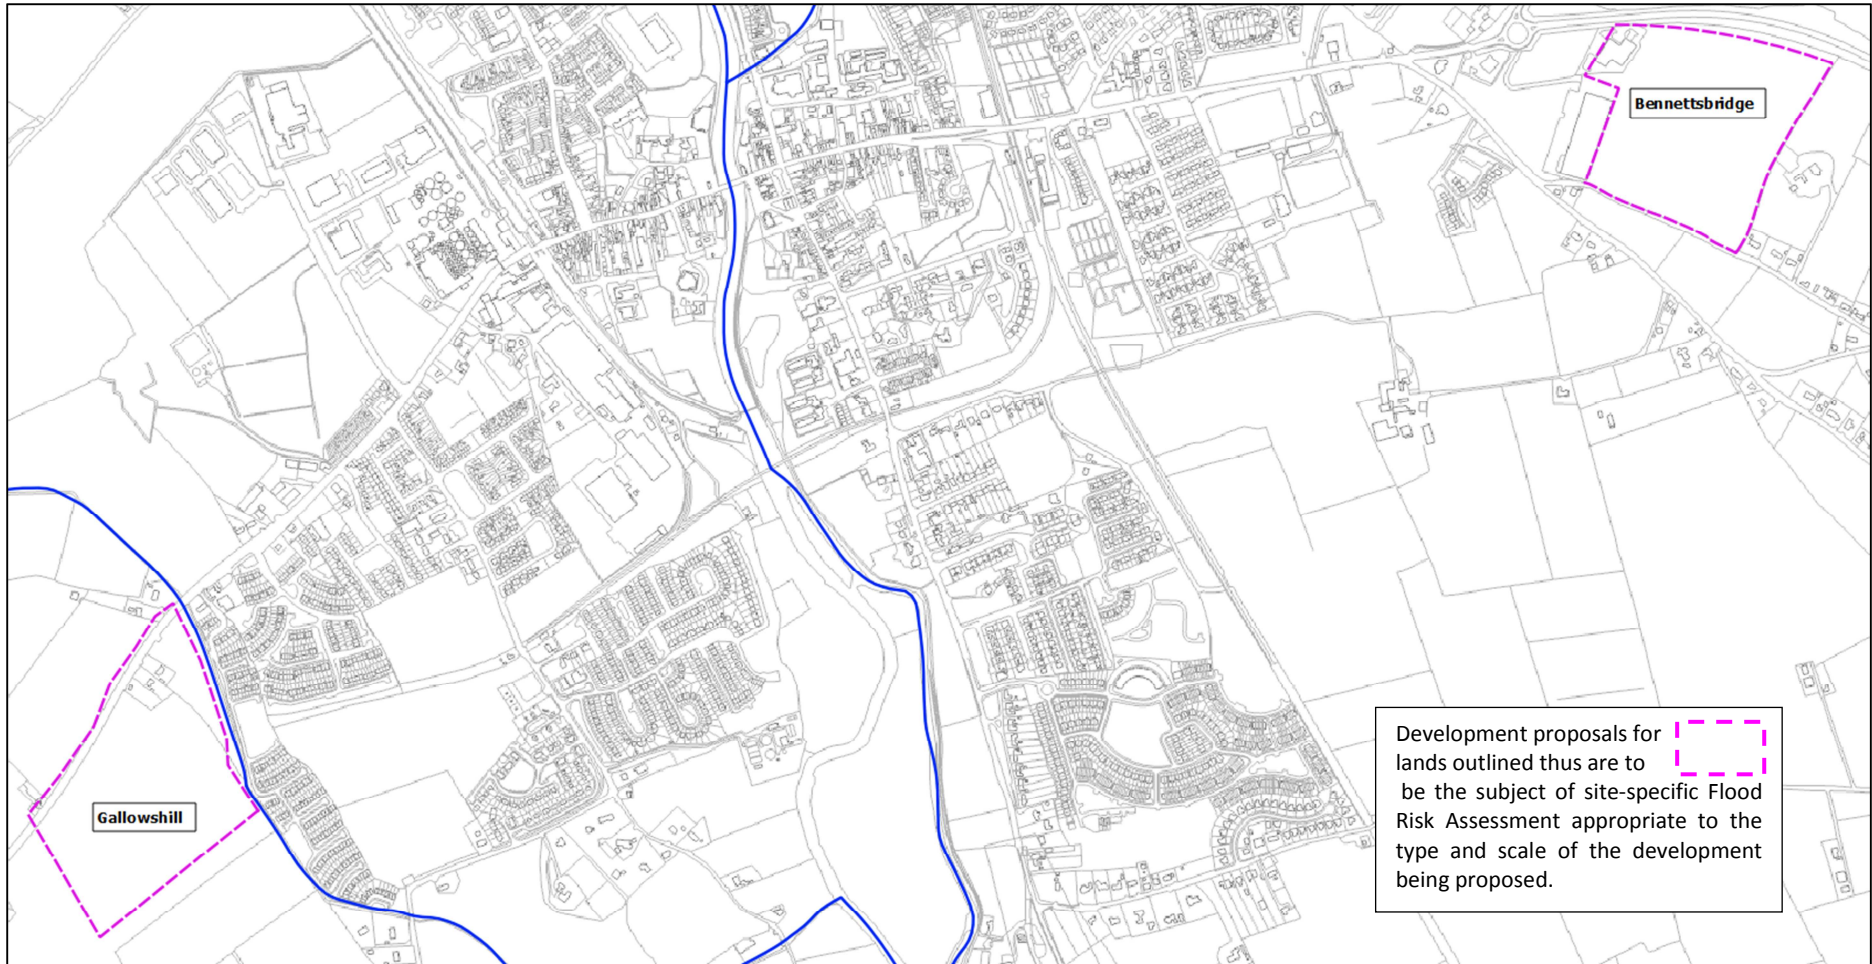 Bennettsbridge
Gallowshill
Development proposals for
lands outlined thus are to
be the subject of site-specific Flood
Risk Assessment appropriate to the
type and scale of the development
being proposed.